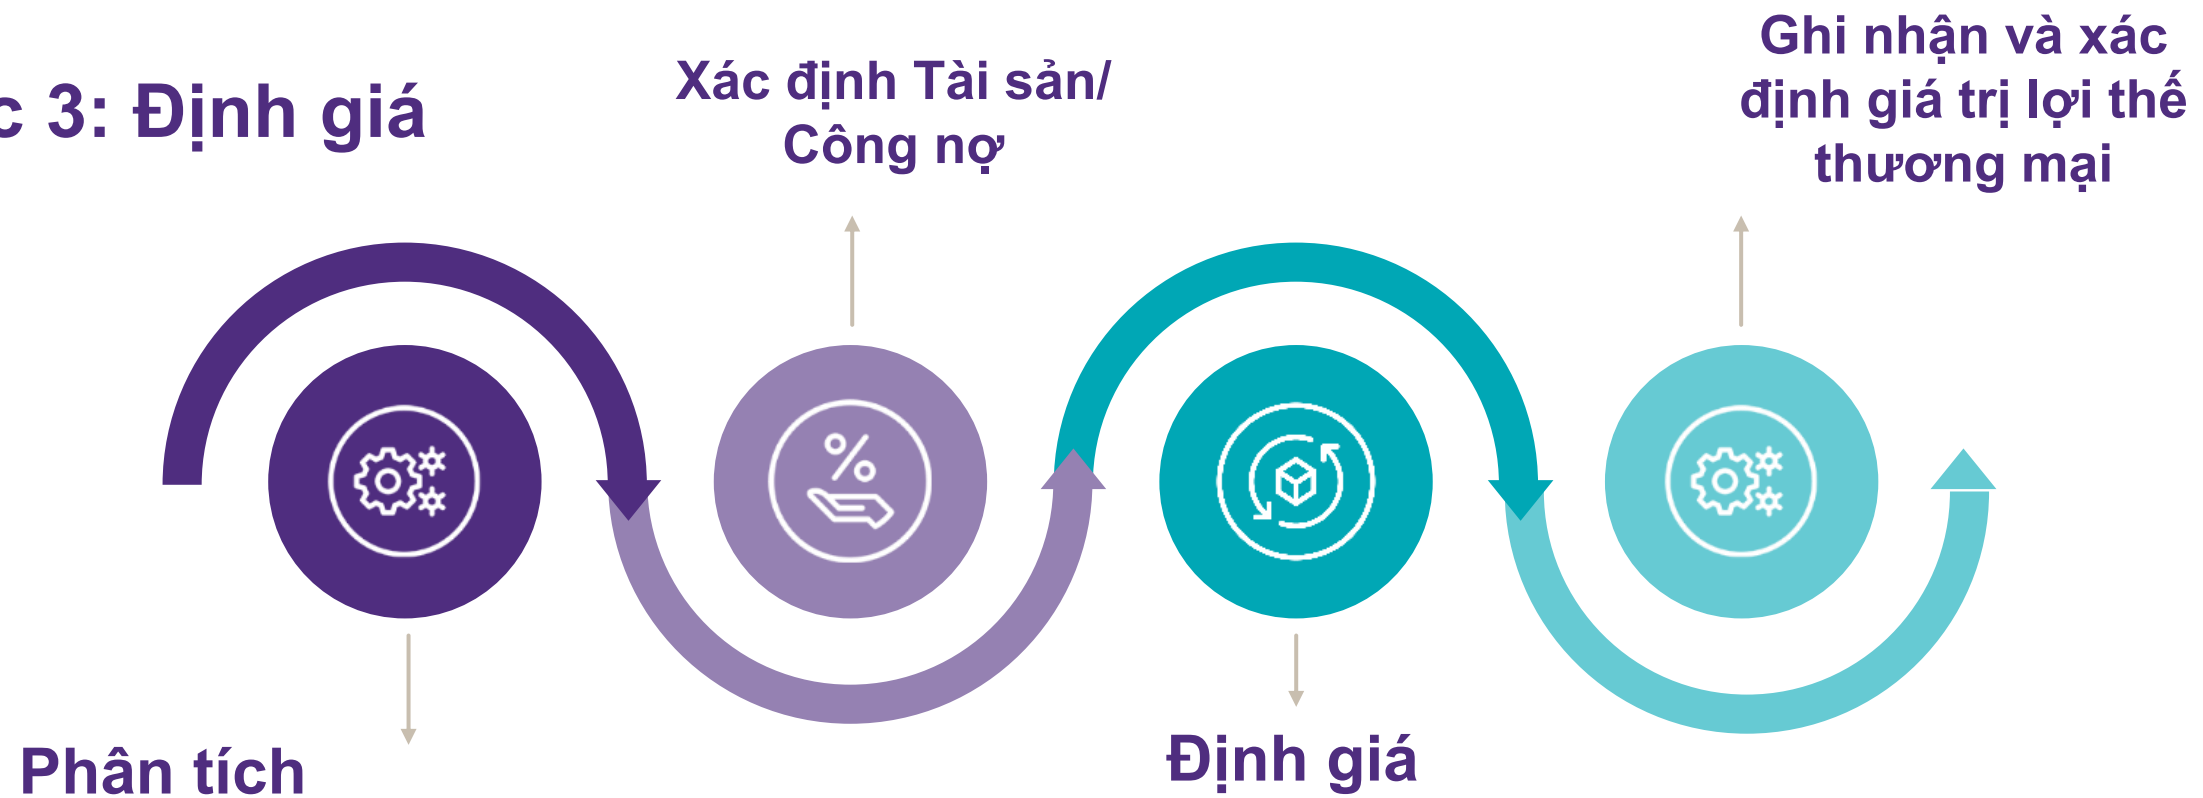 c 3: Định giá
Xác định Tài sản/
Công nợ
Ghi nhận và xác
định giá trị lợi thế
thương mại
Phân tích
Định giá